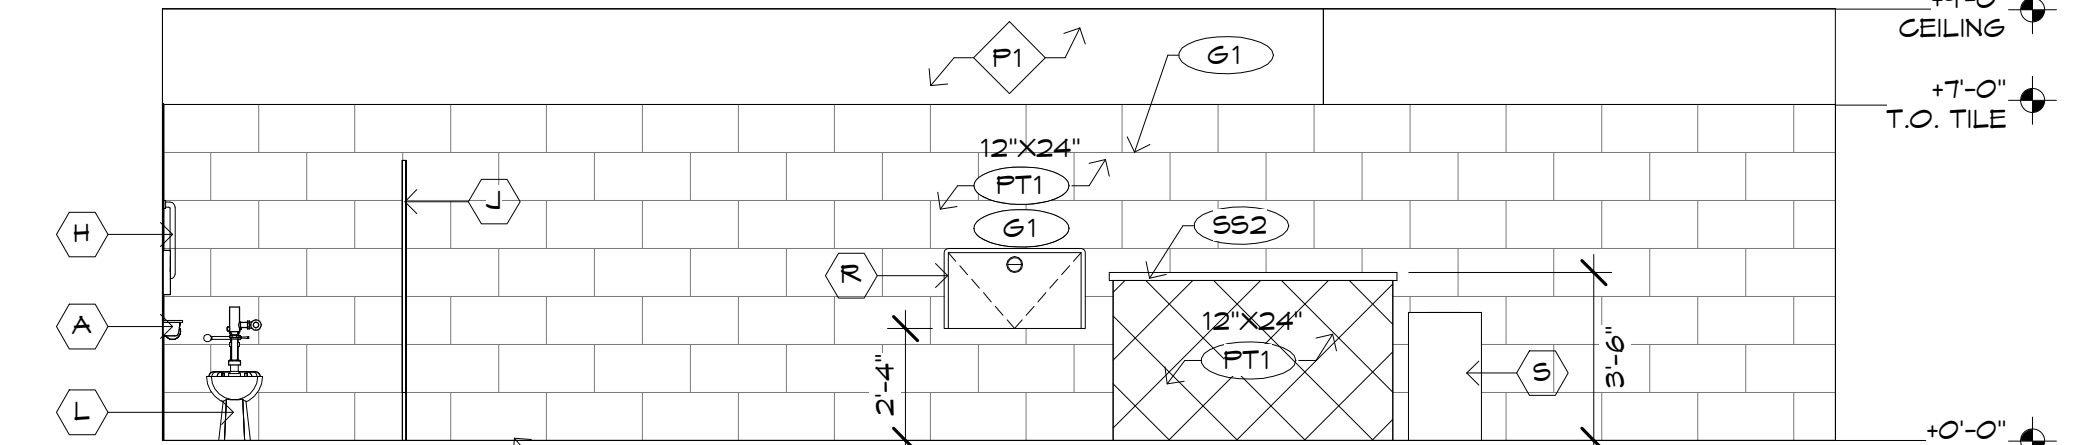 CEILING
P1
G1
+7'-0"
T.O. TILE
12"X24"
PT1
J
G1
SS2
H
R
A
12"X24"
PT1
3'-6"
2'-4"
S
L
+0'-0"